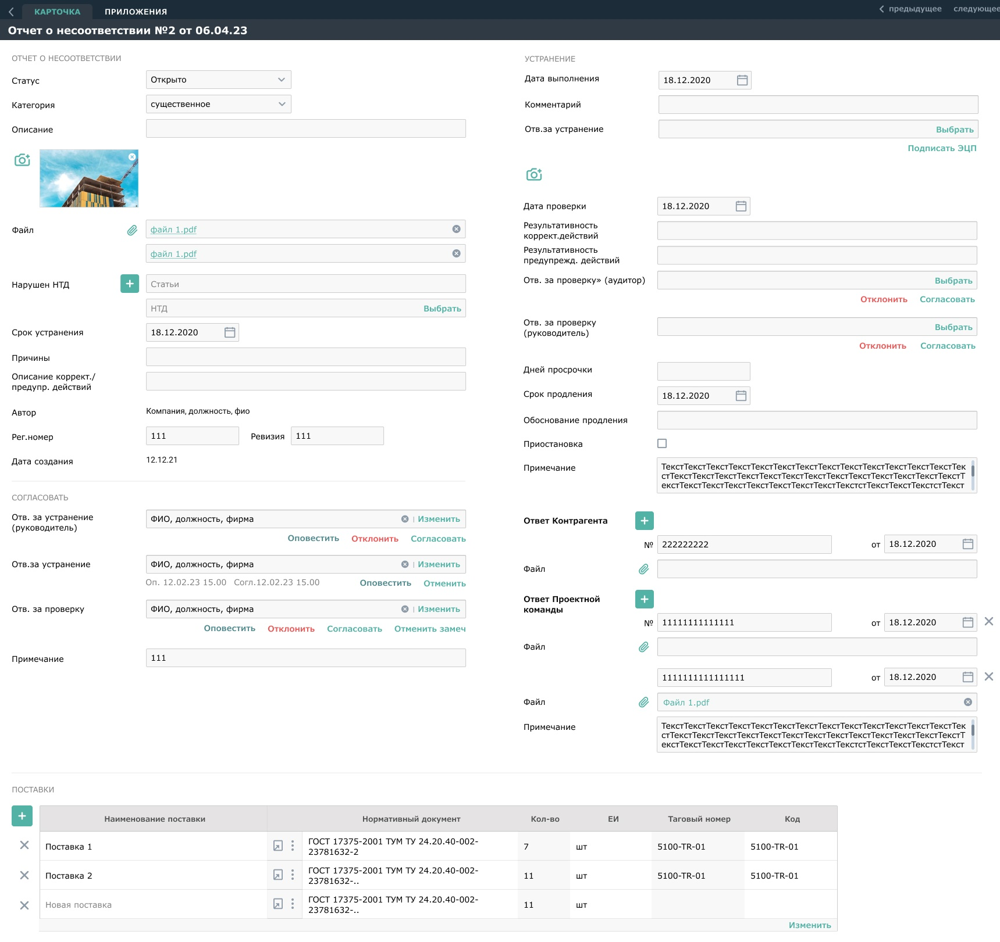 КАРТОЧКА
ПРИЛОЖЕНИЯ
предыдущее
следующее
Отчет о несоответствии №2 от 06.04.23
ОТЧЕТ О НЕСООТВЕТСТВИИ
Статус
Открыто
Категория
существенное
Описание
Файл
файл 1.pdf
файл 1.pdf
Нарушен НТД
Статьи
НТД
Выбрать
Срок устранения
18.12.2020
Причины
Описание коррект./
предупр. действий
Автор
Компания, должность, фио
Рег.номер
111
Ревизия
111
Дата создания
12.12.21
СОГЛАСОВАТЬ
Отв. за устранение
(руководитель)
ФИО, должность, фирма
Изменить
Оповестить
Отклонить
Согласовать
Отв.за устранение
ФИО, должность, фирма
Изменить
Оп. 12.02.23 15.00
Согл.12.02.23 15.00
Оповестить
Отменить
Отв. за проверку
ФИО, должность, фирма
Изменить
Оповестить
Отклонить
Согласовать
Отменить замеч
Примечание
111
УСТРАНЕНИЕ
Дата выполнения
18.12.2020
Комментарий
Отв.за устранение
Выбрать
Подписать ЭЦП
Дата проверки
18.12.2020
Результативность
коррект.действий
Результативность
предупрежд. действий
Отв. за проверку» (аудитор)
Выбрать
Отклонить
Согласовать
Отв. за проверку
(руководитель)
Выбрать
Отклонить
Согласовать
Дней просрочки
Срок продления
18.12.2020
Обоснование продления
Приостановка
Примечание
ТекстТекстТекстТекстТекстТекстТекстТекстТекстТекстТекстТекстТекстТек
стТекстТекстТекстТекстТекстТекстТекстТекстТекстТекстТекстТекстТекстТ
екстТекстТекстТекстТекстТекстТекстТекстТекстстТекстТекстТекстстТекст
Ответ Контрагента
№
222222222
от
18.12.2020
Файл
Ответ Проектной
команды
№
11111111111111
от
18.12.2020
Файл
1111111111111111
от
18.12.2020
Файл
Файл 1.pdf
Примечание
ТекстТекстТекстТекстТекстТекстТекстТекстТекстТекстТекстТекстТекстТек
стТекстТекстТекстТекстТекстТекстТекстТекстТекстТекстТекстТекстТекстТ
екстТекстТекстТекстТекстТекстТекстТекстТекстстТекстТекстТекстстТекст
ПОСТАВКИ
Наименование поставки
Нормативный документ
Кол-во
ЕИ
Таговый номер
Код
Поставка 1
ГОСТ 17375-2001 ТУМ ТУ 24.20.40-002-
23781632-2
7
шт
5100-TR-01
5100-TR-01
Поставка 2
ГОСТ 17375-2001 ТУМ ТУ 24.20.40-002-
23781632-..
11
шт
5100-TR-01
5100-TR-01
Новая поставка
ГОСТ 17375-2001 ТУМ ТУ 24.20.40-002-
23781632-..
11
шт
Изменить